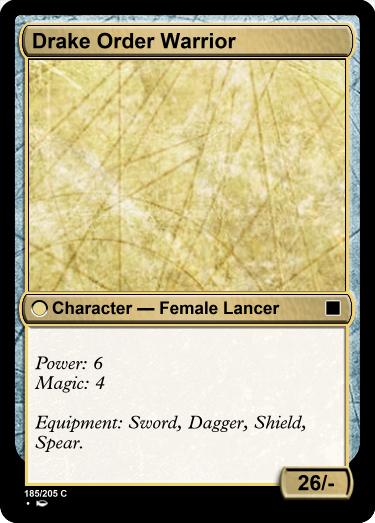 Drake Order Warrior
Character — Female Lancer
Power: 6
Magic: 4
Equipment: Sword, Dagger, Shield,
Spear.
26/-
185/205 C